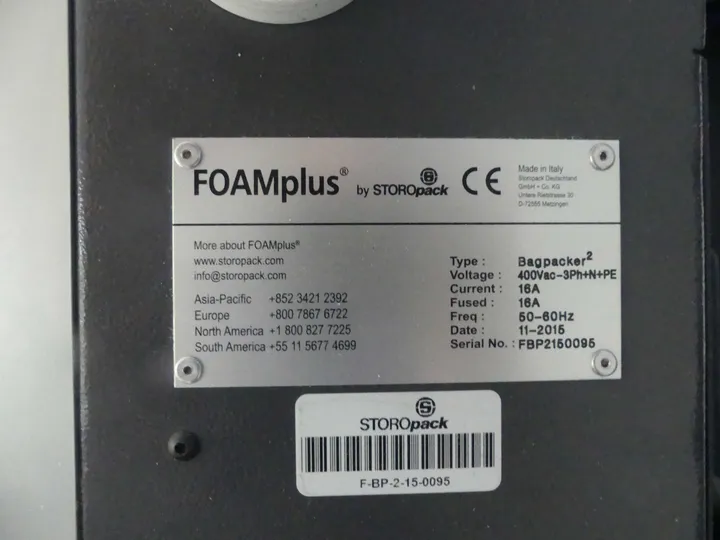 FOAMplus® by STOROpack CE
Made in Italy
Storopack Deutschland
GmbH + Co. KG
Untere Rietstrasse 30
D-72555 Metzingen
More about FOAMplus®
www.storopack.com
info@storopack.com
Asia-Pacific +852 3421 2392
Europe +800 7867 6722
North America +1 800 827 7225
South America +55 11 5677 4699
Type : Bagpacker²
Voltage : 400Vac-3Ph+N+PE
Current : 16A
Fused : 16A
Freq : 50-60Hz
Date : 11-2015
Serial No. : FBP2150095
STOROpack
F-BP-2-15-0095